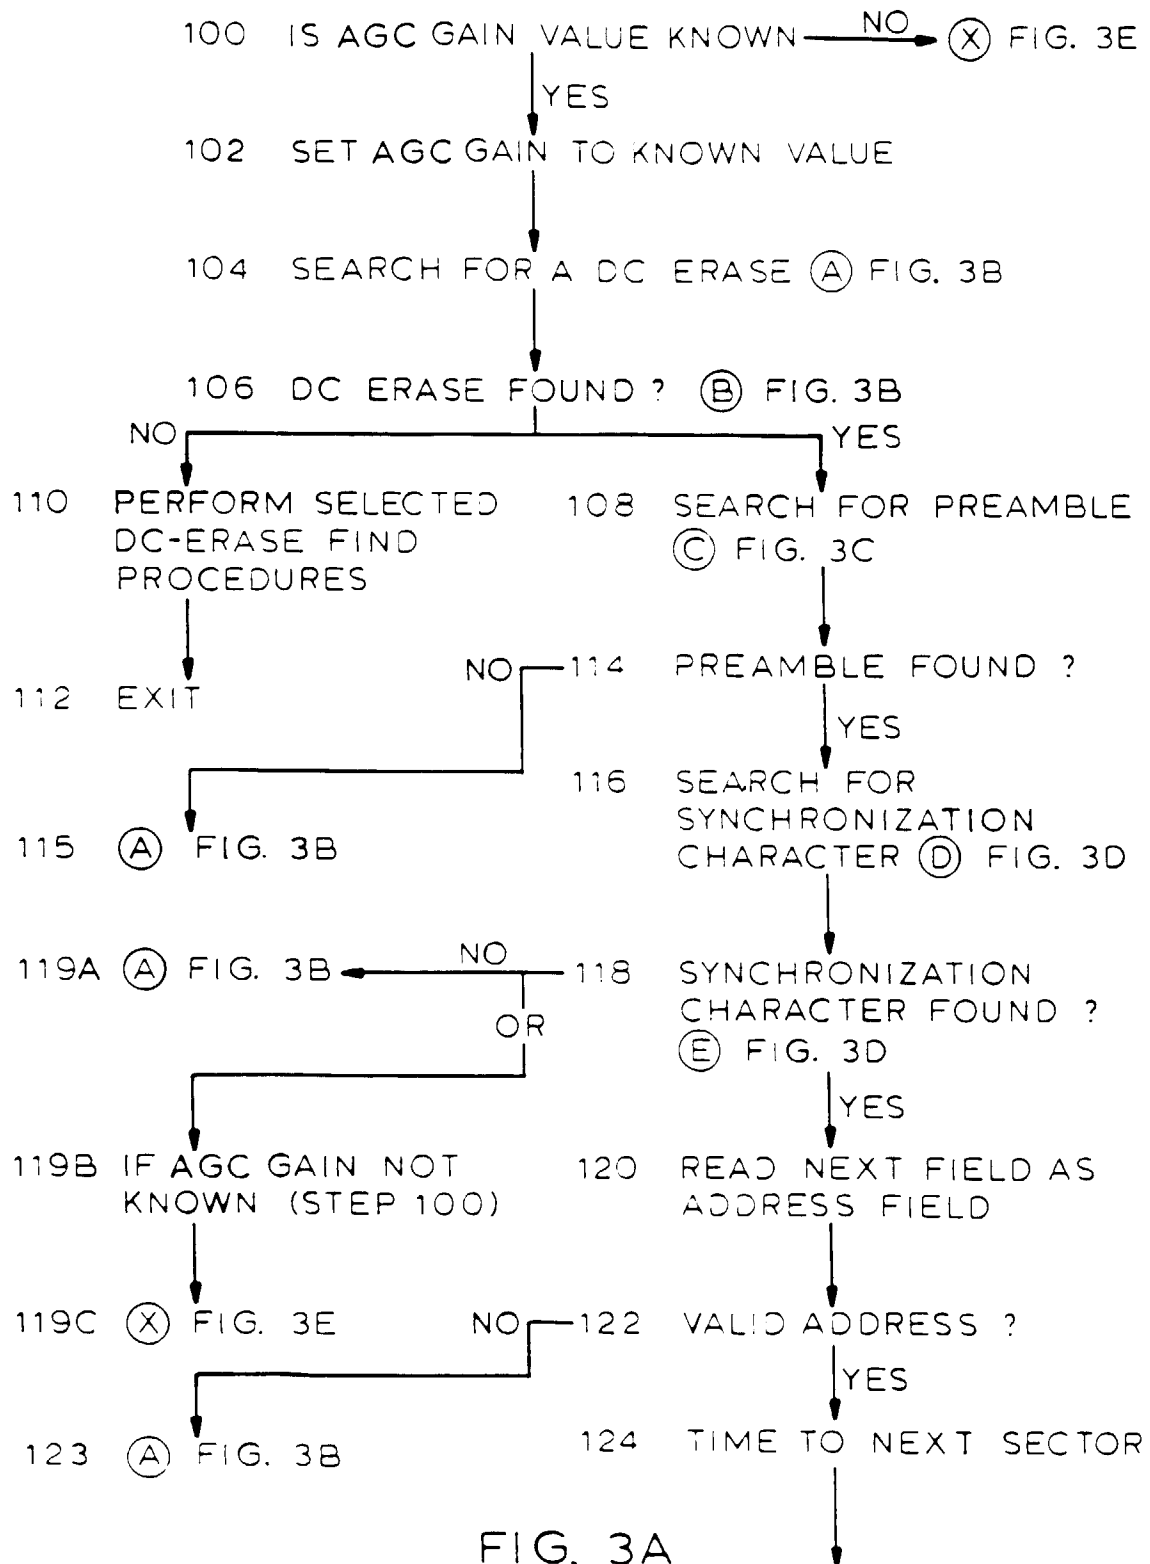 100 IS AGC GAIN VALUE KNOWN NO Ⓧ FIG. 3E
YES
102 SET AGC GAIN TO KNOWN VALUE
104 SEARCH FOR A DC ERASE Ⓐ FIG. 3B
106 DC ERASE FOUND ? Ⓑ FIG. 3B
NO YES
110 PERFORM SELECTED
DC-ERASE FIND
PROCEDURES
108 SEARCH FOR PREAMBLE
Ⓒ FIG. 3C
112 EXIT
NO 114 PREAMBLE FOUND ?
YES
115 Ⓐ FIG. 3B
116 SEARCH FOR
SYNCHRONIZATION
CHARACTER Ⓓ FIG. 3D
119A Ⓐ FIG. 3B NO 118 SYNCHRONIZATION
CHARACTER FOUND ?
Ⓔ FIG. 3D
OR
YES
119B IF AGC GAIN NOT
KNOWN (STEP 100)
120 READ NEXT FIELD AS
ADDRESS FIELD
119C Ⓧ FIG. 3E
NO 122 VALID ADDRESS ?
YES
123 Ⓐ FIG. 3B
124 TIME TO NEXT SECTOR
FIG. 3A